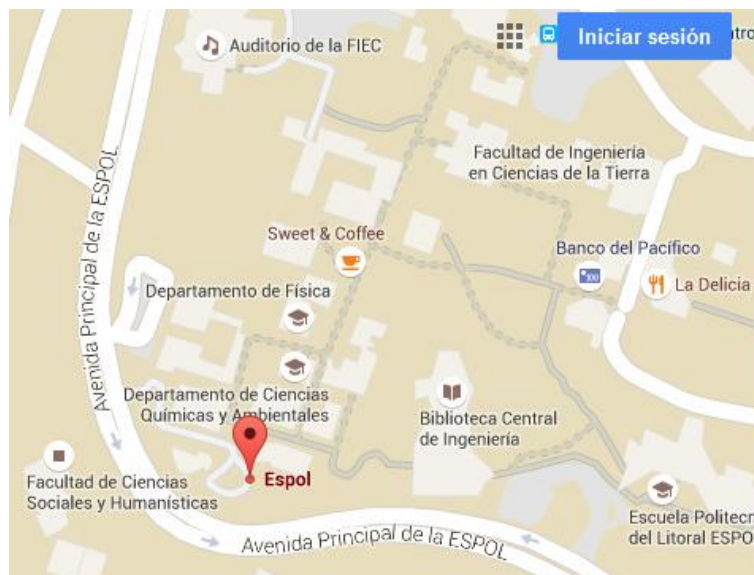 Iniciar sesión
Auditorio de la FIEC
Facultad de Ingeniería
en Ciencias de la Tierra
Avenida Principal de la ESPOL
Sweet & Coffee
Banco del Pacífico
100
La Delicia
Departamento de Física
Departamento de Ciencias
Químicas y Ambientales
Biblioteca Central
de Ingeniería
Facultad de Ciencias
Sociales y Humanísticas
Espol
Escuela Politecn
del Litoral ESPO
Avenida Principal de la ESPOL